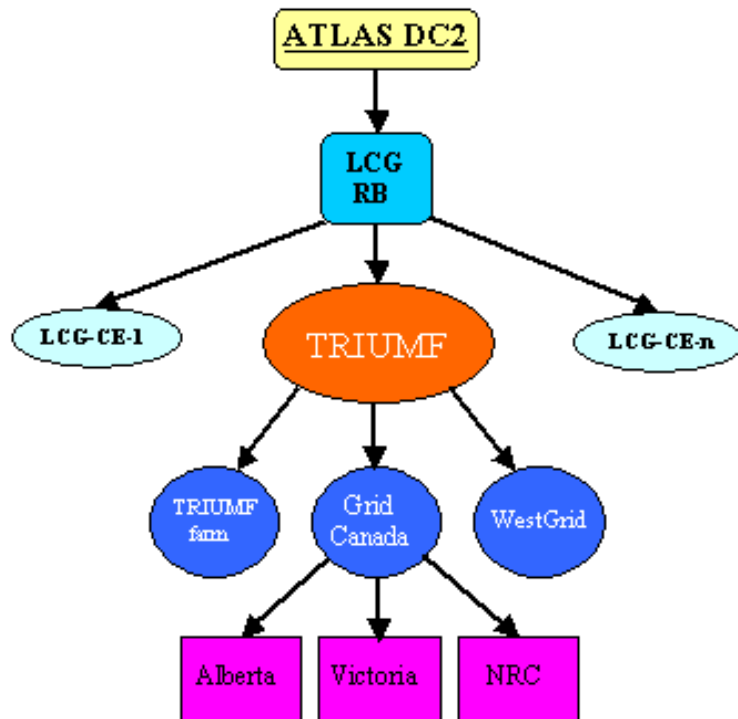 ATLAS DC2
LCG
RB
LCG-CE-1
TRIUMF
LCG-CE-n
TRIUMF
farm
Grid
Canada
WestGrid
Alberta
Victoria
NRC